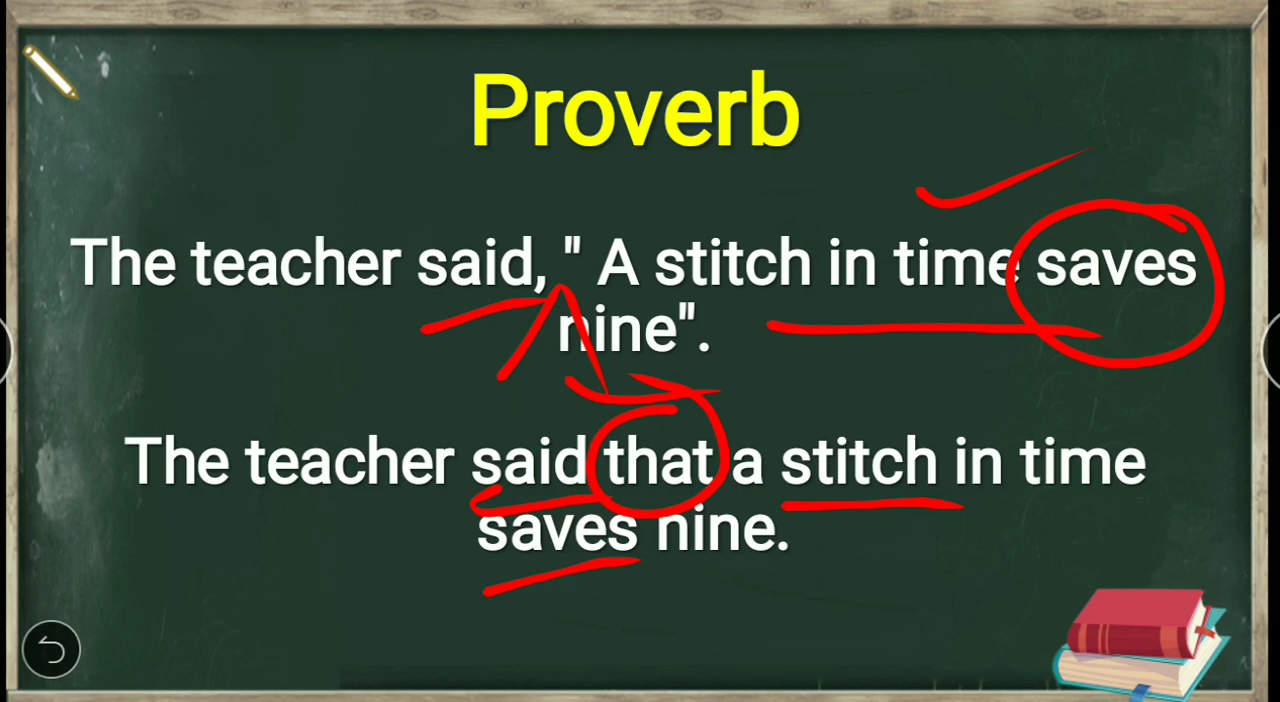 Proverb
The teacher said, " A stitch in time saves
nine".
The teacher said that a stitch in time
saves nine.